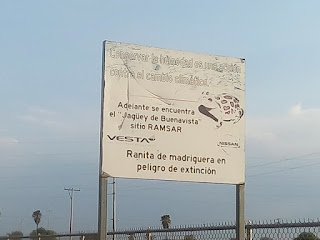 Conservar la humedad es una acción
contra el cambio climático
Adelante se encuentra
el "Jagüey de Buenavista"
sitio RAMSAR
VESTA
NISSAN
Ranita de madriguera en
peligro de extinción